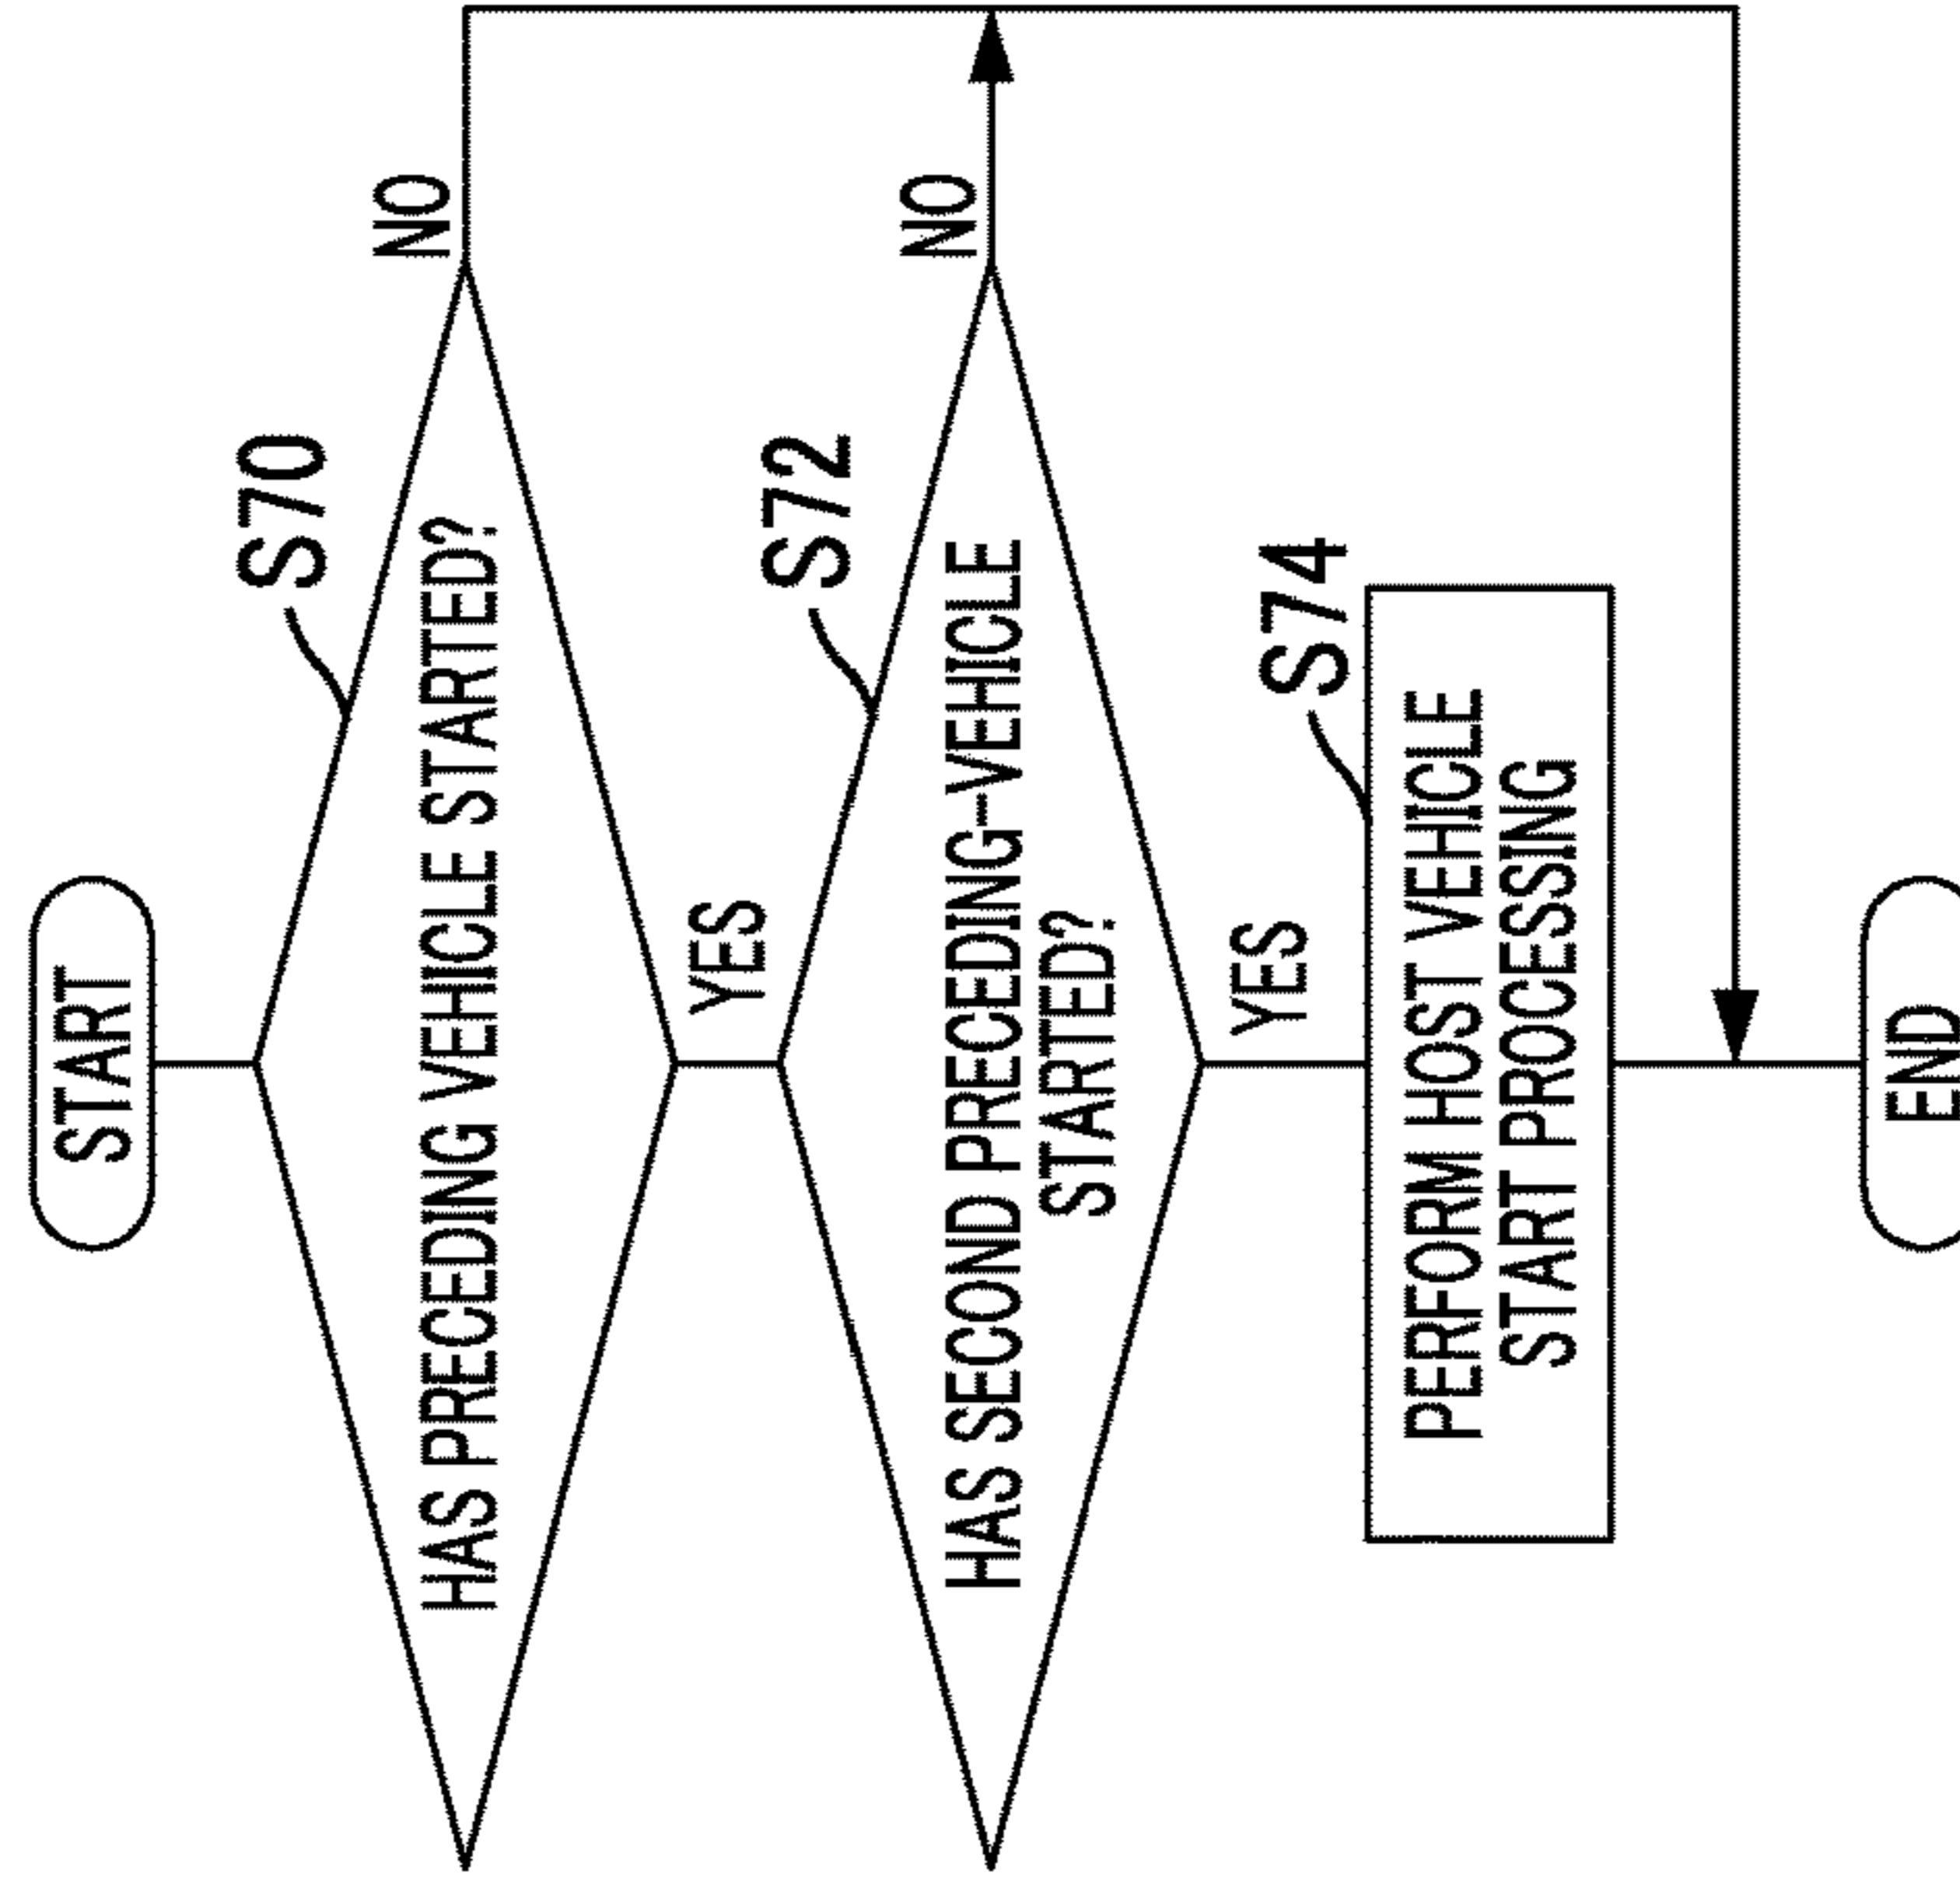 START
S70
HAS PRECEDING VEHICLE STARTED?
NO
YES
S72
HAS SECOND PRECEDING-VEHICLE
STARTED?
NO
YES
S74
PERFORM HOST VEHICLE
START PROCESSING
END